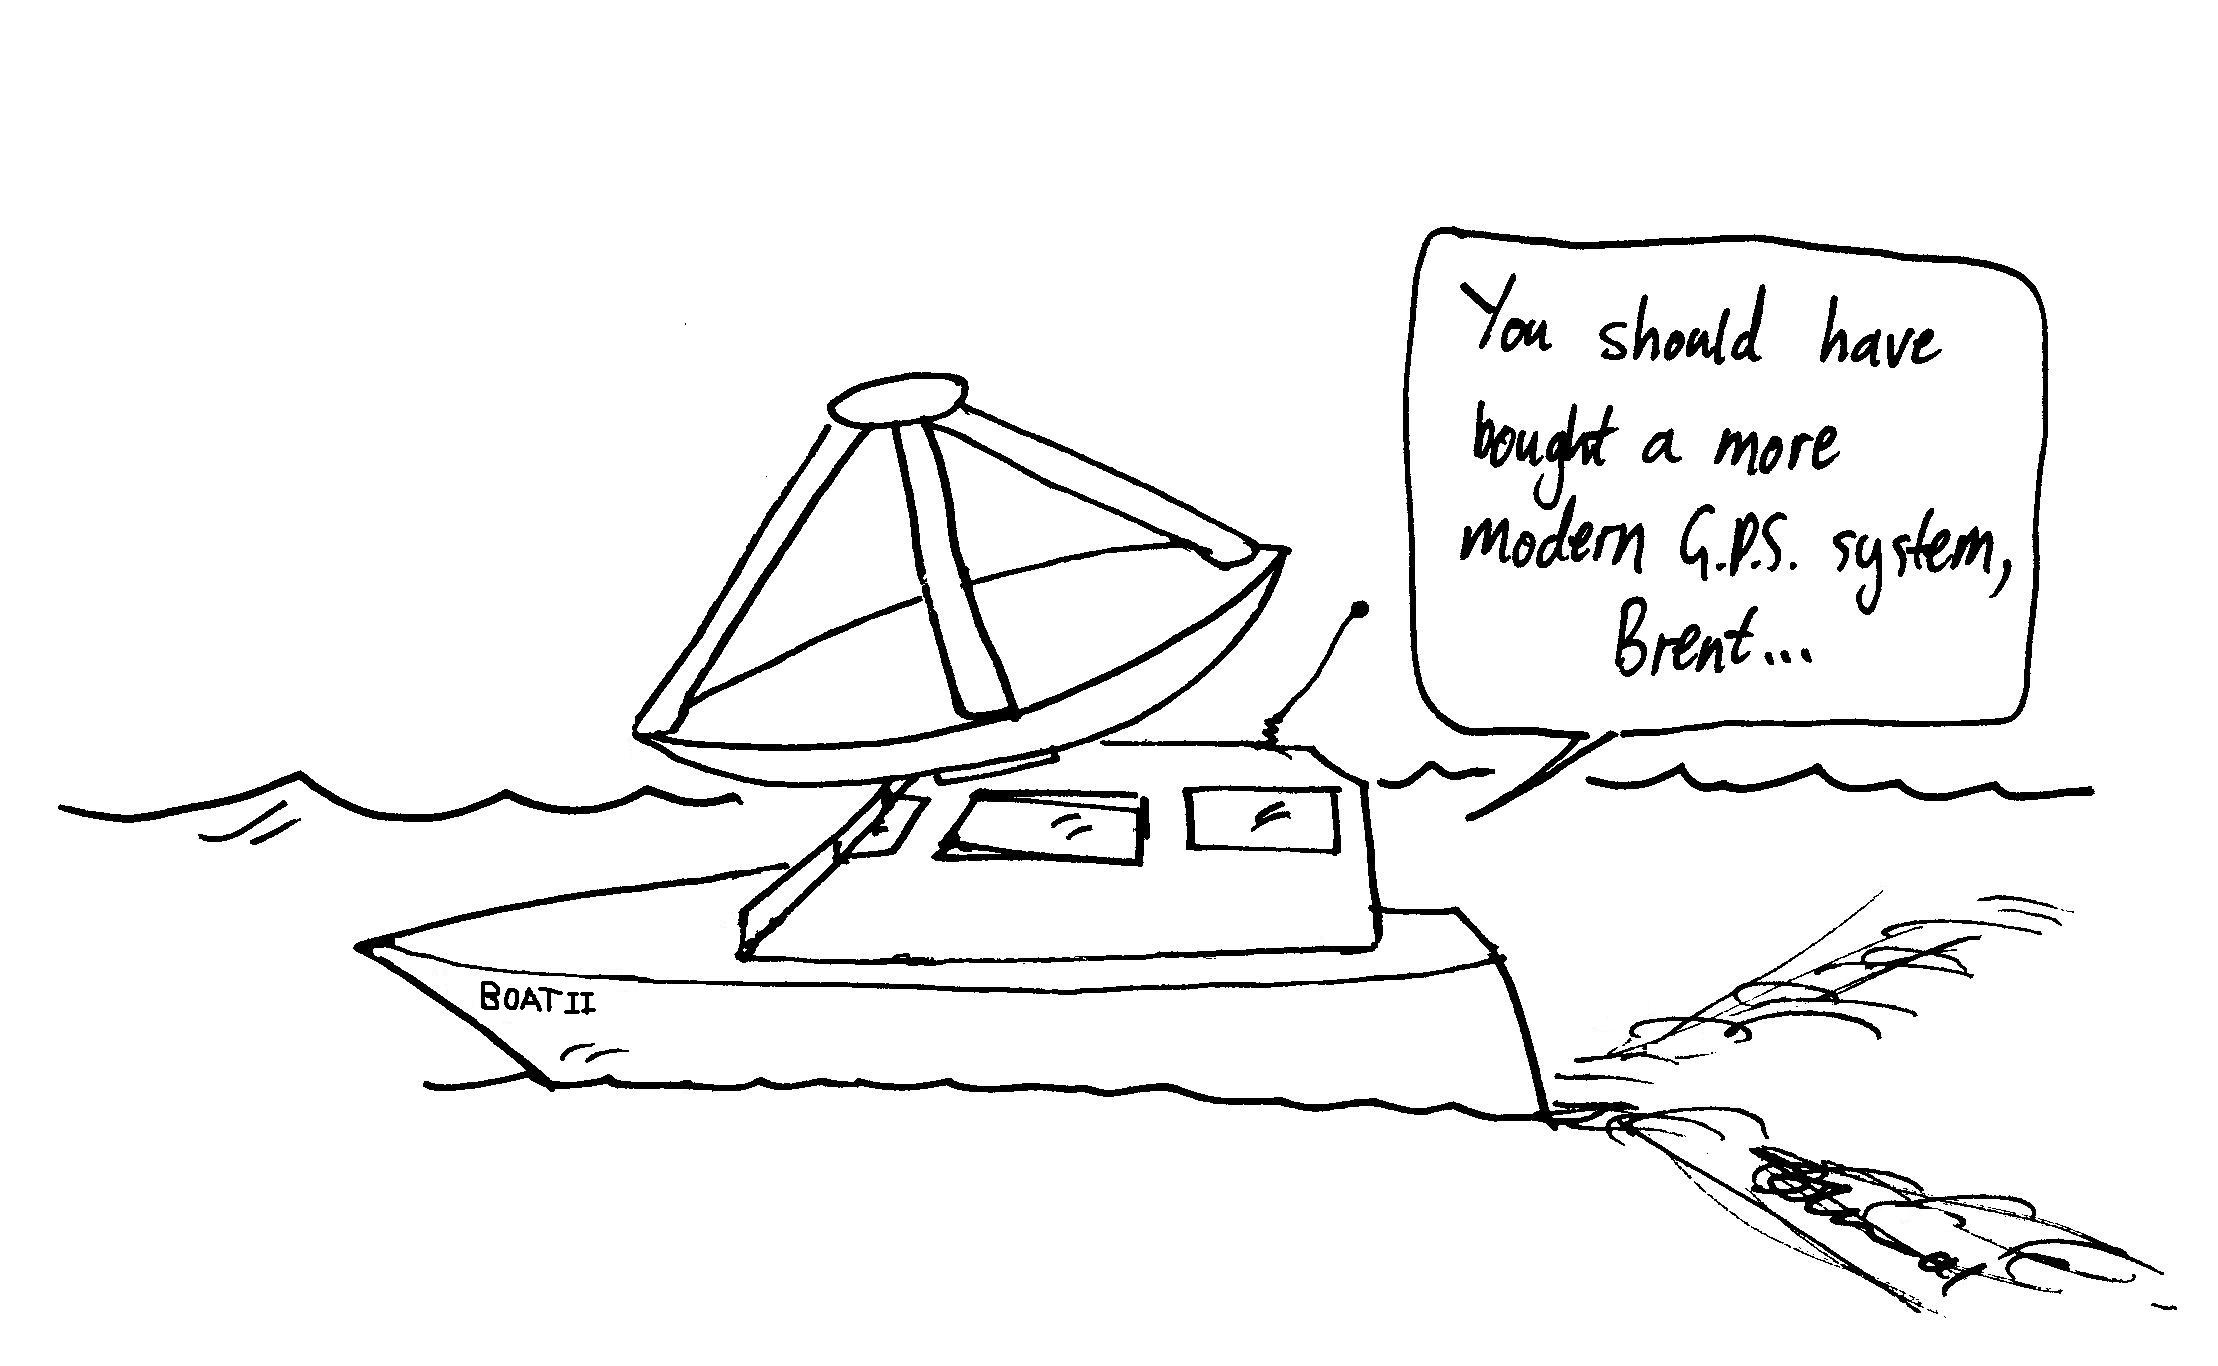 You should have
bought a more
modern G.P.S. system,
Brent...
BOAT II